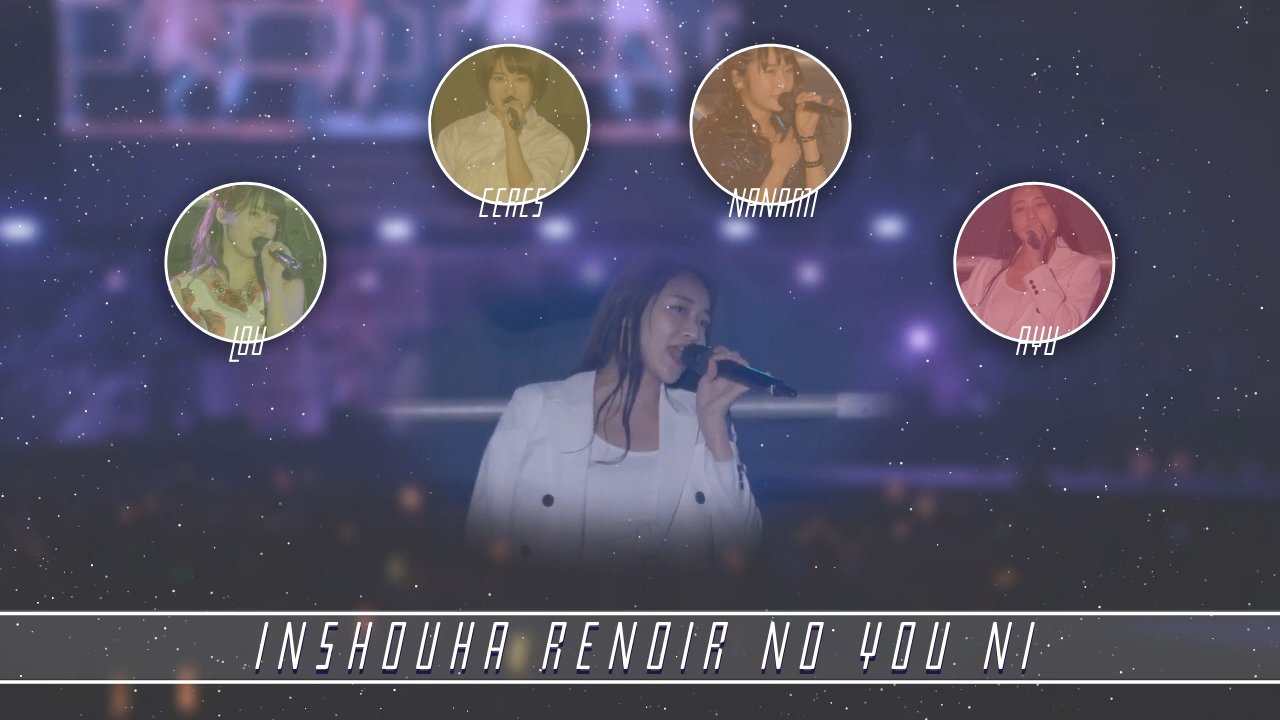 CERES
NANAMI
LOU
AYU
INSHOUHA RENOIR NO YOU NI